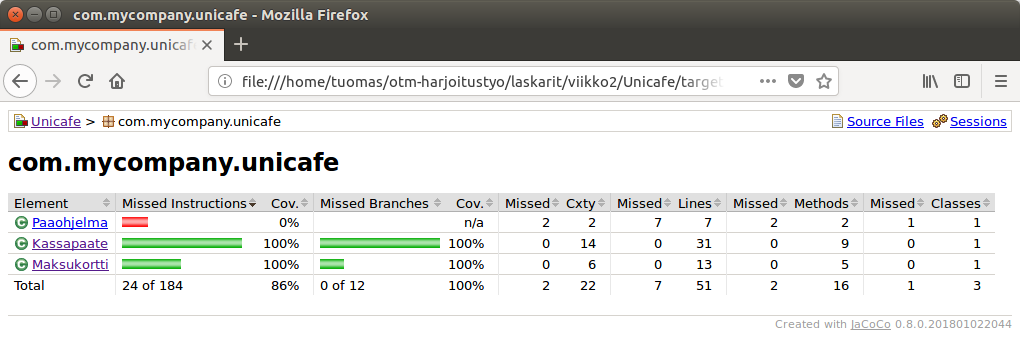 com.mycompany.unicafe - Mozilla Firefox
com.mycompany.unicafe
file:///home/tuomas/otm-harjoitustyo/laskarit/viikko2/Unicafe/target
Unicafe > com.mycompany.unicafe Source Files Sessions
com.mycompany.unicafe
Element Missed Instructions Cov. Missed Branches Cov. Missed Cxty Missed Lines Missed Methods Missed Classes
Paaohjelma 0% n/a 2 2 7 7 2 2 1 1
Kassapaate 100% 100% 0 14 0 31 0 9 0 1
Maksukortti 100% 100% 0 6 0 13 0 5 0 1
Total 24 of 184 86% 0 of 12 100% 2 22 7 51 2 16 1 3
Created with JaCoCo 0.8.0.201801022044